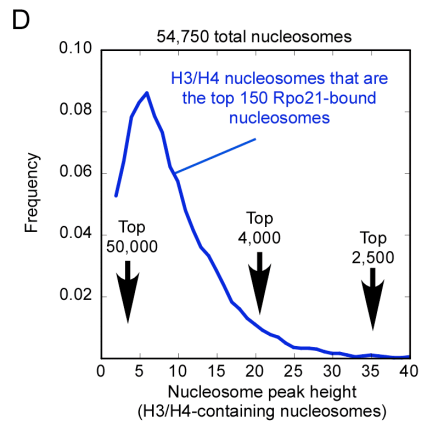 D
54,750 total nucleosomes
H3/H4 nucleosomes that are
the top 150 Rpo21-bound
nucleosomes
Frequency
0.10
0.08
0.06
0.04
0.02
Top
50,000
Top
4,000
Top
2,500
0 5 10 15 20 25 30 35 40
Nucleosome peak height
(H3/H4-containing nucleosomes)